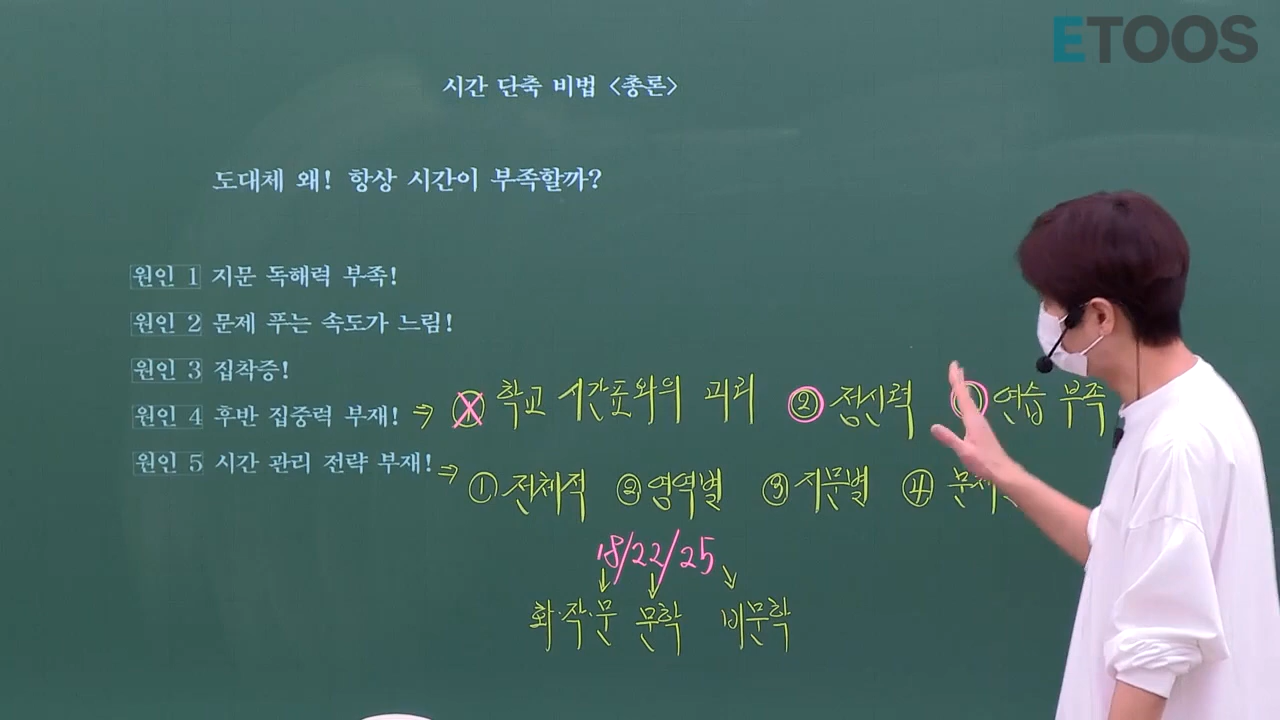 ETOOS
시간 단축 비법 <총론>
도대체 왜! 항상 시간이 부족할까?
원인 1 지문 독해력 부족!
원인 2 문제 푸는 속도가 느림!
원인 3 집착증!
원인 4 후반 집중력 부재! ⇒ ① 학교 시간표와의 괴리 ② 정신력 ③ 연습 부족
원인 5 시간 관리 전략 부재! ⇒ ① 전체적 ② 영역별 ③ 지문별 ④
18/22/25
화·작·문 문학 비문학